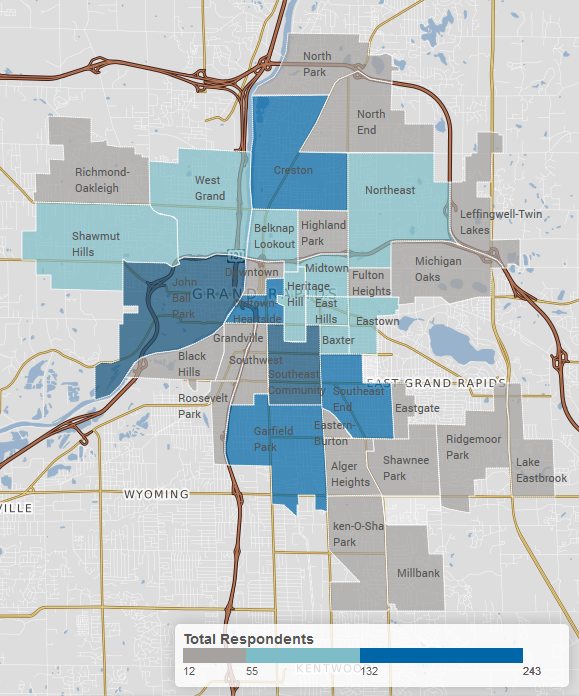 North
Park
North
End
Creston
Richmond-
Oakleigh
West
Grand
Northeast
Leffingwell-Twin
Lakes
Shawmut
Hills
Belknap
Lookout
Highland
Park
Michigan
Oaks
Downtown
Midtown
John
Ball
Park
GRAND RAPIDS
Heritage
Hill
Fulton
Heights
Heartside
East
Hills
Eastown
Grandville
Baxter
Black
Hills
Southwest
Southeast
Community
EAST GRAND RAPIDS
Southeast
End
Roosevelt
Park
Eastgate
Garfield
Park
Eastern-
Burton
Ridgemoor
Park
Alger
Heights
Shawnee
Park
Lake
Eastbrook
WYOMING
VILLE
ken-O-Sha
Park
Millbank
Total Respondents
12 55 132 243
KENTWOOD